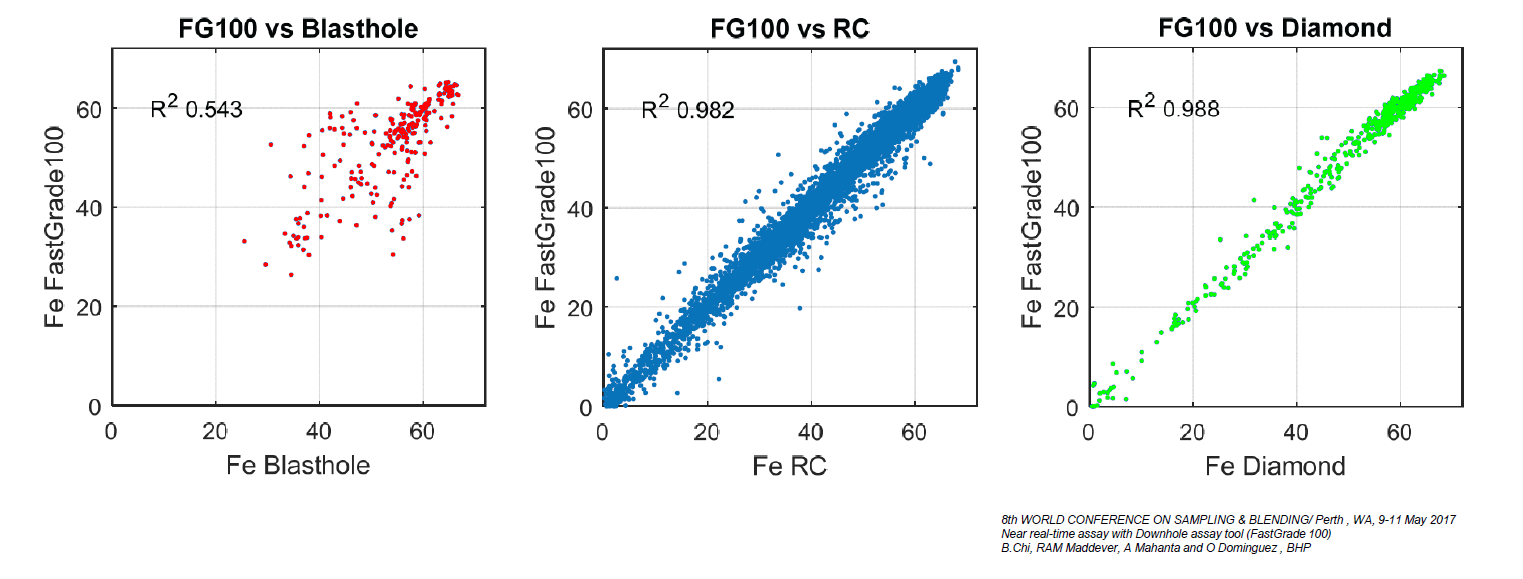 FG100 vs Blasthole
R2 0.543
Fe FastGrade100
60
40
20
0
0 20 40 60
Fe Blasthole
FG100 vs RC
R2 0.982
Fe FastGrade100
60
40
20
0
0 20 40 60
Fe RC
FG100 vs Diamond
R2 0.988
Fe FastGrade100
60
40
20
0
0 20 40 60
Fe Diamond
8th WORLD CONFERENCE ON SAMPLING & BLENDING/ Perth , WA, 9-11 May 2017
Near real-time assay with Downhole assay tool (FastGrade 100)
B.Chi, RAM Maddever, A Mahanta and O Dominguez , BHP